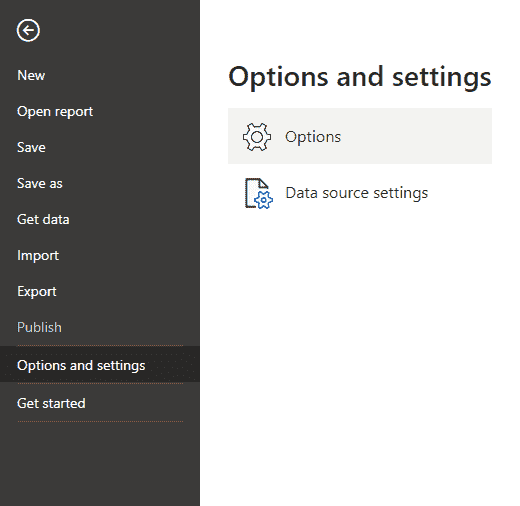 New
Open report
Save
Save as
Get data
Import
Export
Publish
Options and settings
Get started
Options and settings
Options
Data source settings